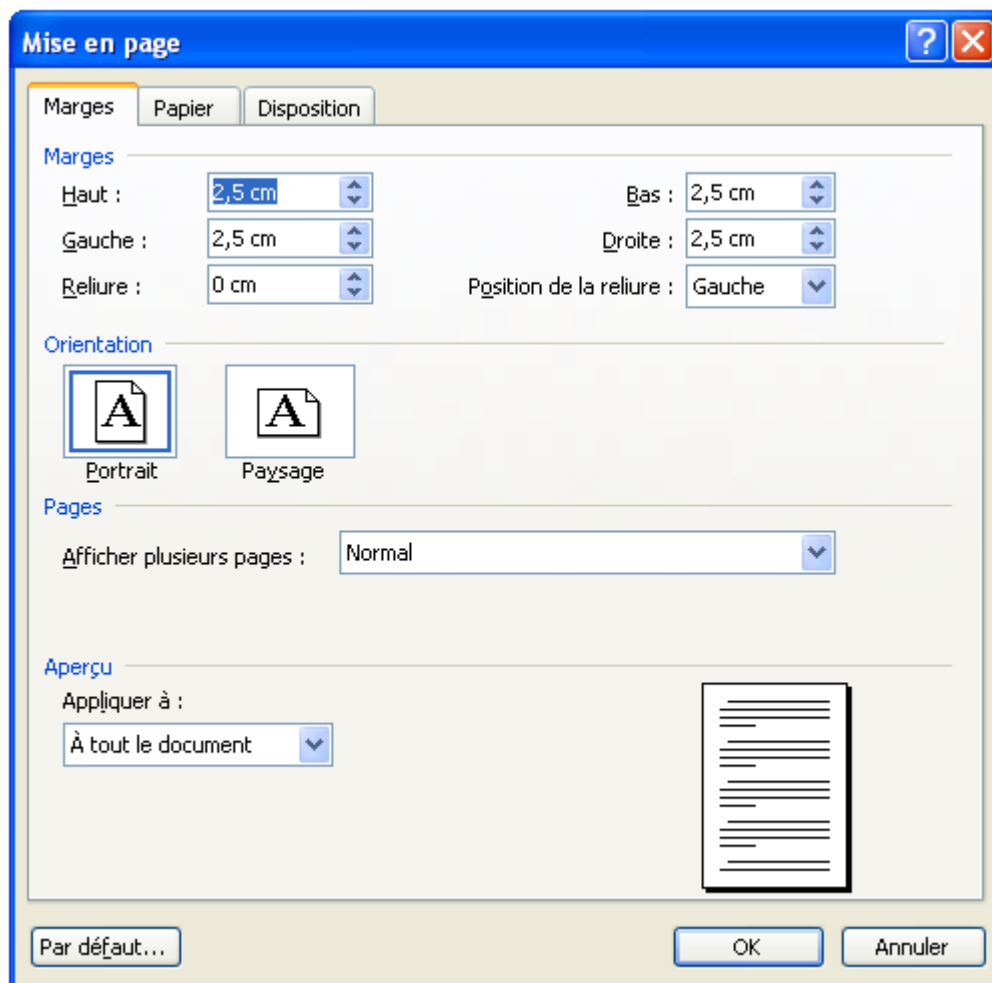 Mise en page
Marges Papier Disposition
Marges
Haut : 2,5 cm Bas : 2,5 cm
Gauche : 2,5 cm Droite : 2,5 cm
Reliure : 0 cm Position de la reliure : Gauche
Orientation
A A
Portrait Paysage
Pages
Afficher plusieurs pages : Normal
Aperçu
Appliquer à :
À tout le document
Par défaut... OK Annuler